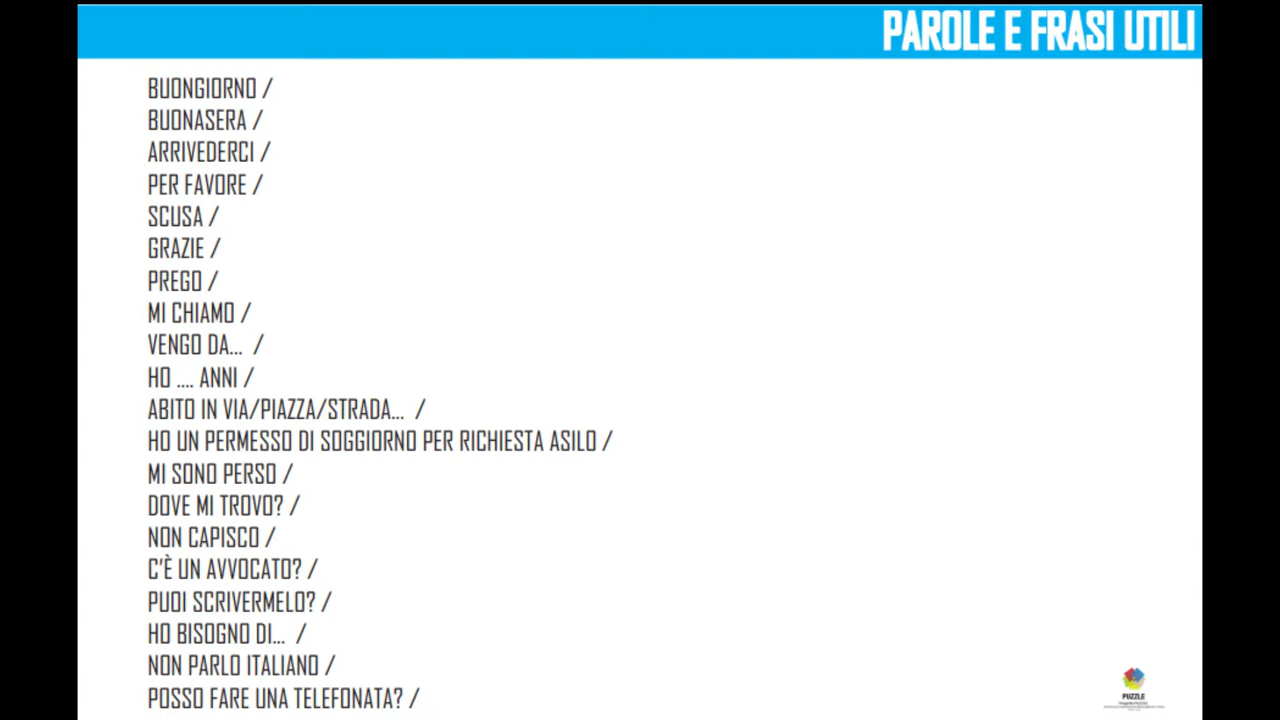 PAROLE E FRASI UTILI
BUONGIORNO /
BUONASERA /
ARRIVEDERCI /
PER FAVORE /
SCUSA /
GRAZIE /
PREGO /
MI CHIAMO /
VENGO DA... /
HO .... ANNI /
ABITO IN VIA/PIAZZA/STRADA... /
HO UN PERMESSO DI SOGGIORNO PER RICHIESTA ASILO /
MI SONO PERSO /
DOVE MI TROVO? /
NON CAPISCO /
C'È UN AVVOCATO? /
PUOI SCRIVERMELO? /
HO BISOGNO DI... /
NON PARLO ITALIANO /
POSSO FARE UNA TELEFONATA? /
PUZZLE